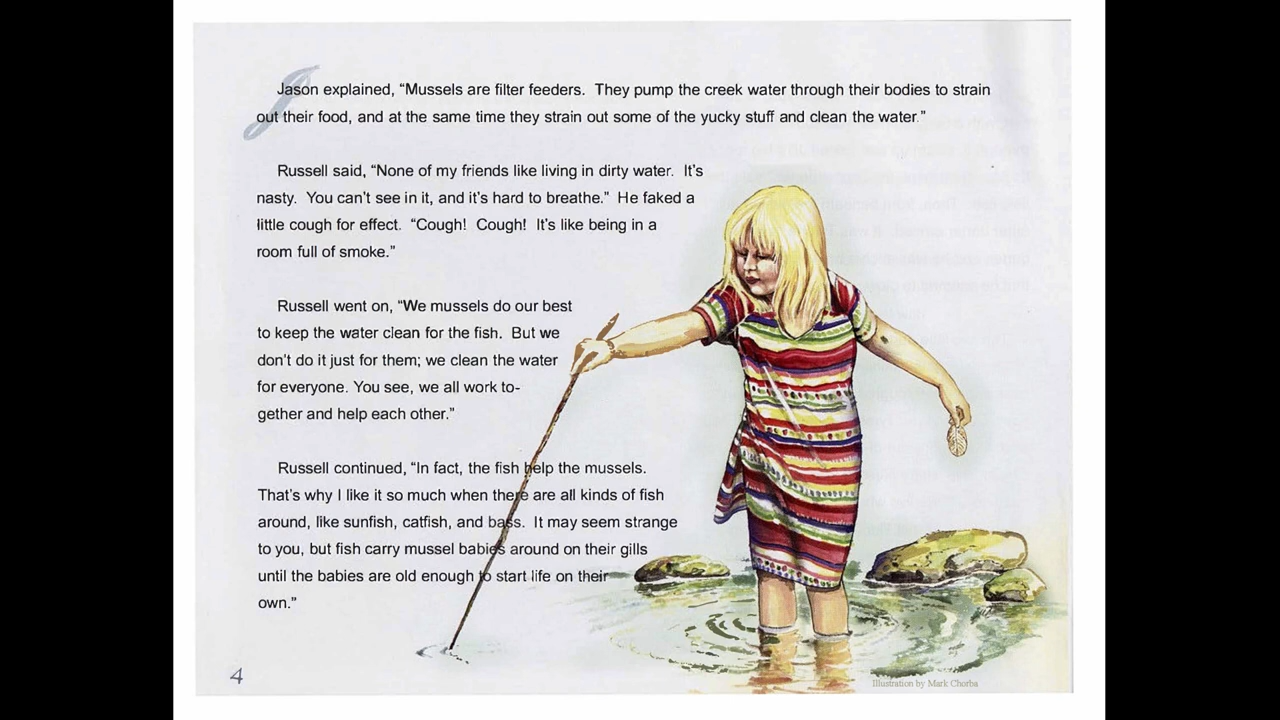 Jason explained, “Mussels are filter feeders.  They pump the creek water through their bodies to strain
out their food, and at the same time they strain out some of the yucky stuff and clean the water.”
Russell said, “None of my friends like living in dirty water.  It’s
nasty.  You can’t see in it, and it’s hard to breathe.”  He faked a
little cough for effect.  “Cough!  Cough!  It’s like being in a
room full of smoke.”
Russell went on, “We mussels do our best
to keep the water clean for the fish.  But we
don’t do it just for them; we clean the water
for everyone. You see, we all work to-
gether and help each other.”
Russell continued, “In fact, the fish help the mussels.
That’s why I like it so much when there are all kinds of fish
around, like sunfish, catfish, and bass.  It may seem strange
to you, but fish carry mussel babies around on their gills
until the babies are old enough to start life on their
own.”
4
Illustration by Mark Chorba